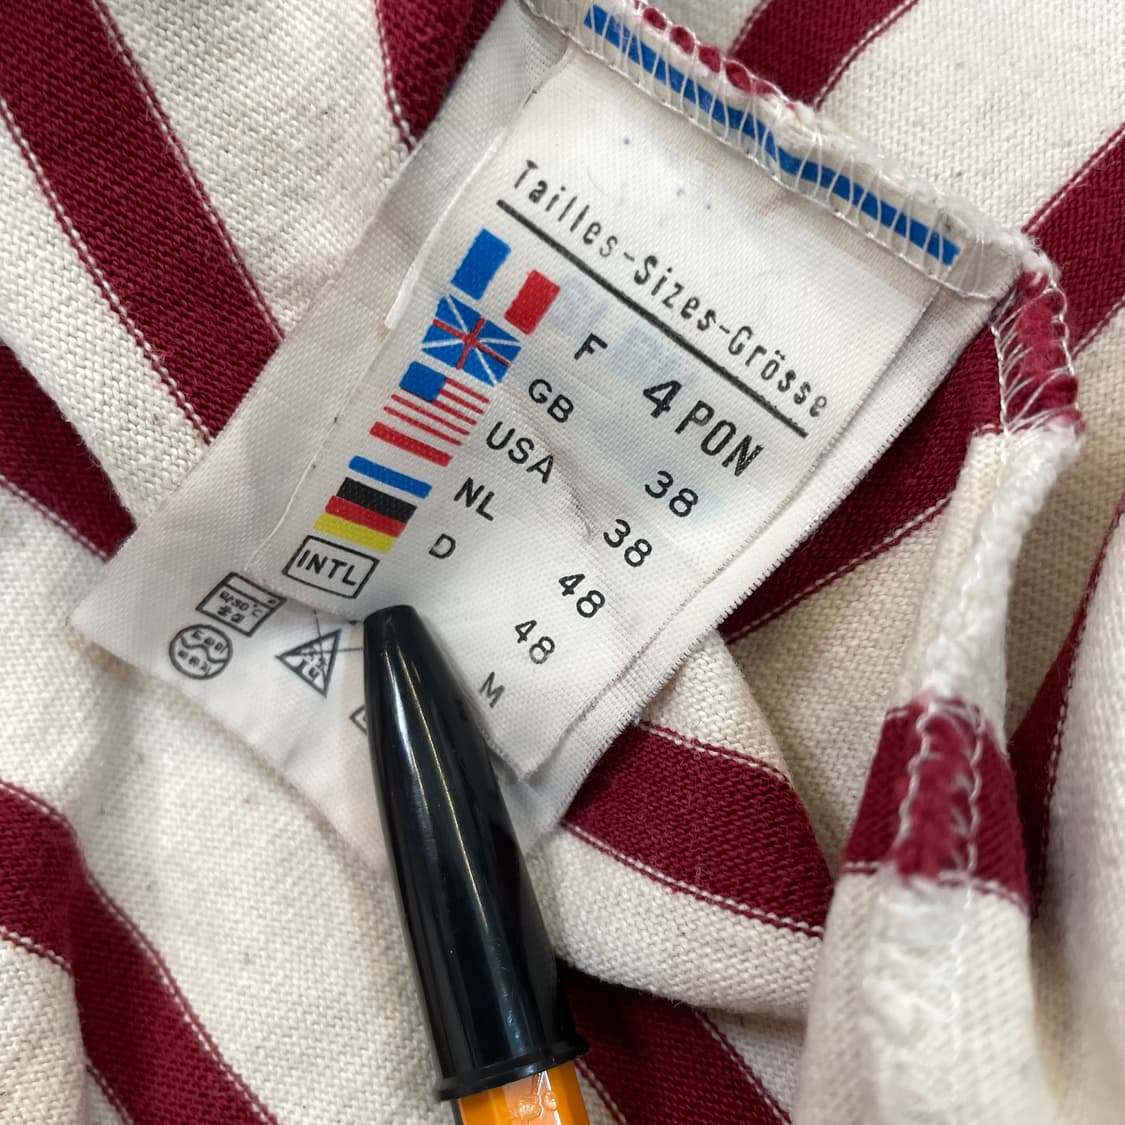 Tailles-Sizes-Grösse
F 4 PON
GB 38
USA 38
NL 48
D 48
INTL M